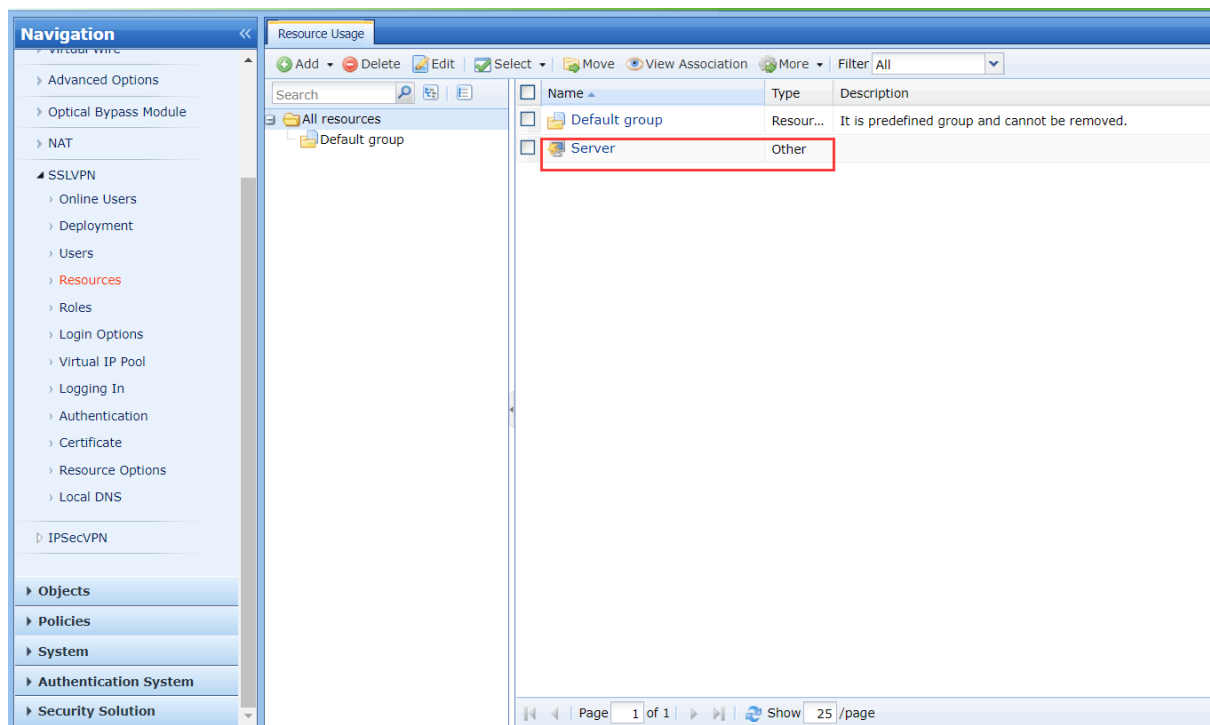 Navigation
Virtual Wire
Advanced Options
Optical Bypass Module
NAT
SSLVPN
Online Users
Deployment
Users
Resources
Roles
Login Options
Virtual IP Pool
Logging In
Authentication
Certificate
Resource Options
Local DNS
IPSecVPN
Objects
Policies
System
Authentication System
Security Solution
Resource Usage
Add Delete Edit Select Move View Association More Filter All
Search
All resources
Default group
Name Type Description
Default group Resour... It is predefined group and cannot be removed.
Server Other
Page 1 of 1 Show 25 /page